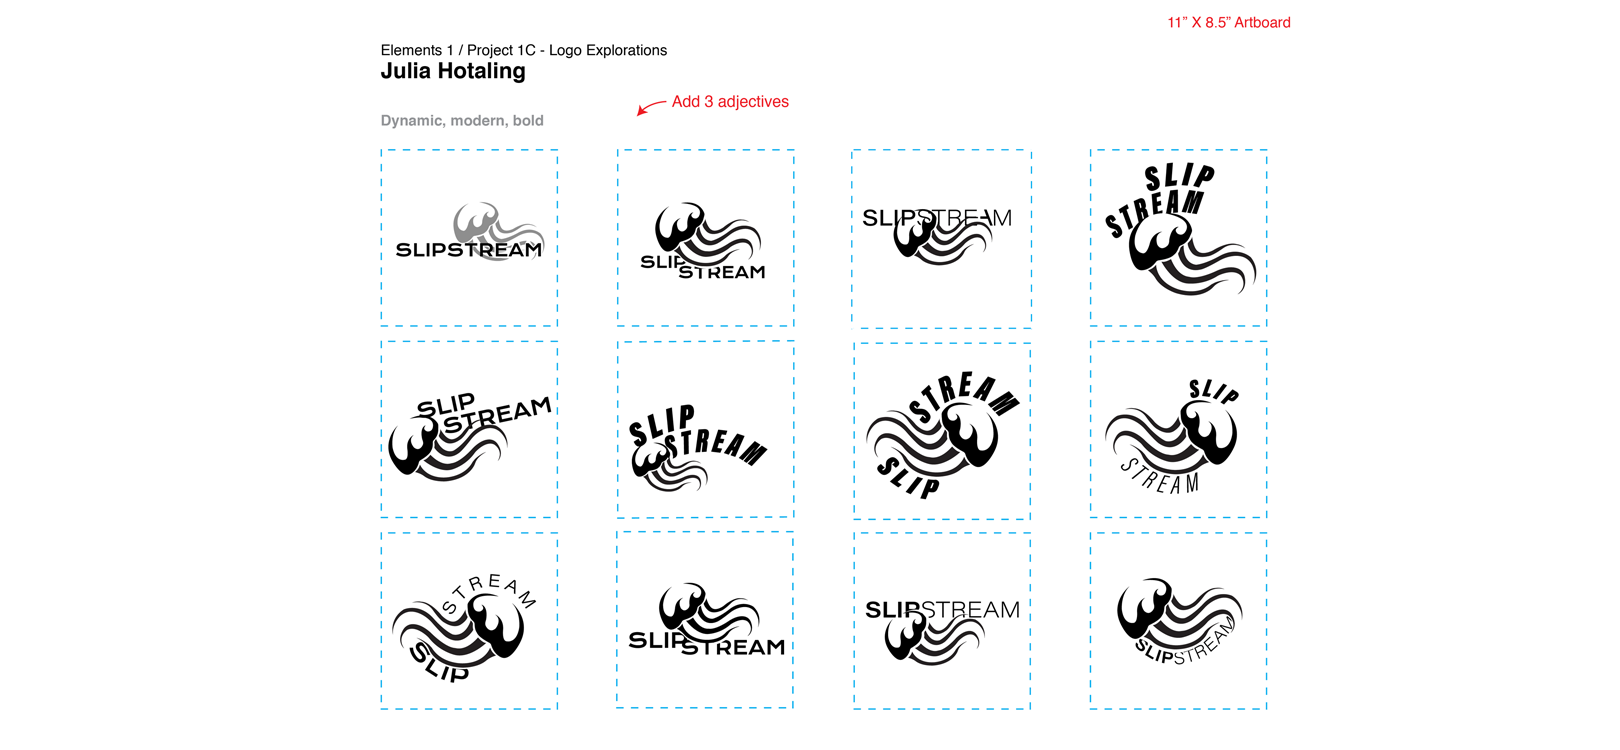 11” X 8.5” Artboard
Elements 1 / Project 1C - Logo Explorations
Julia Hotaling
Add 3 adjectives
Dynamic, modern, bold
SLIPSTREAM
SLIP
STREAM
SLIPSTREAM
SLIP
STREAM
SLIP
STREAM
SLIP
STREAM
STREAM
SLIP
SLIP
STREAM
STREAM
SLIP
SLIP
STREAM
SLIPSTREAM
SLIPSTREAM